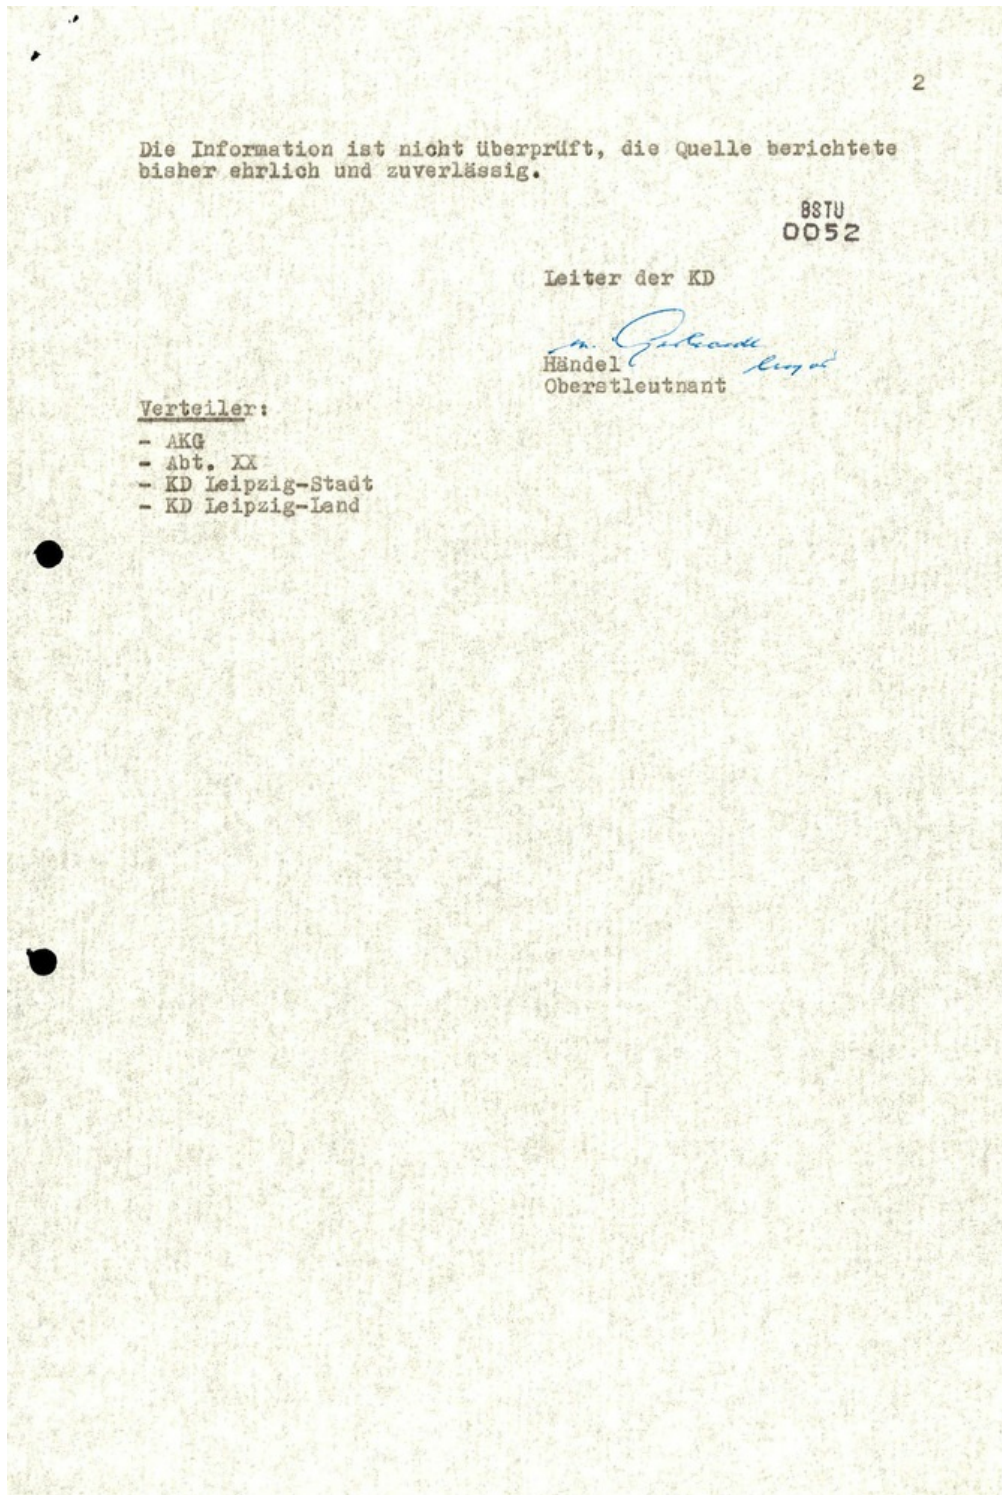 2
Die Information ist nicht überprüft, die Quelle berichtete
bisher ehrlich und zuverlässig.
BSTU
0052
Leiter der KD
Händel
Oberstleutnant
Verteiler:
- AKG
- Abt. XX
- KD Leipzig-Stadt
- KD Leipzig-Land